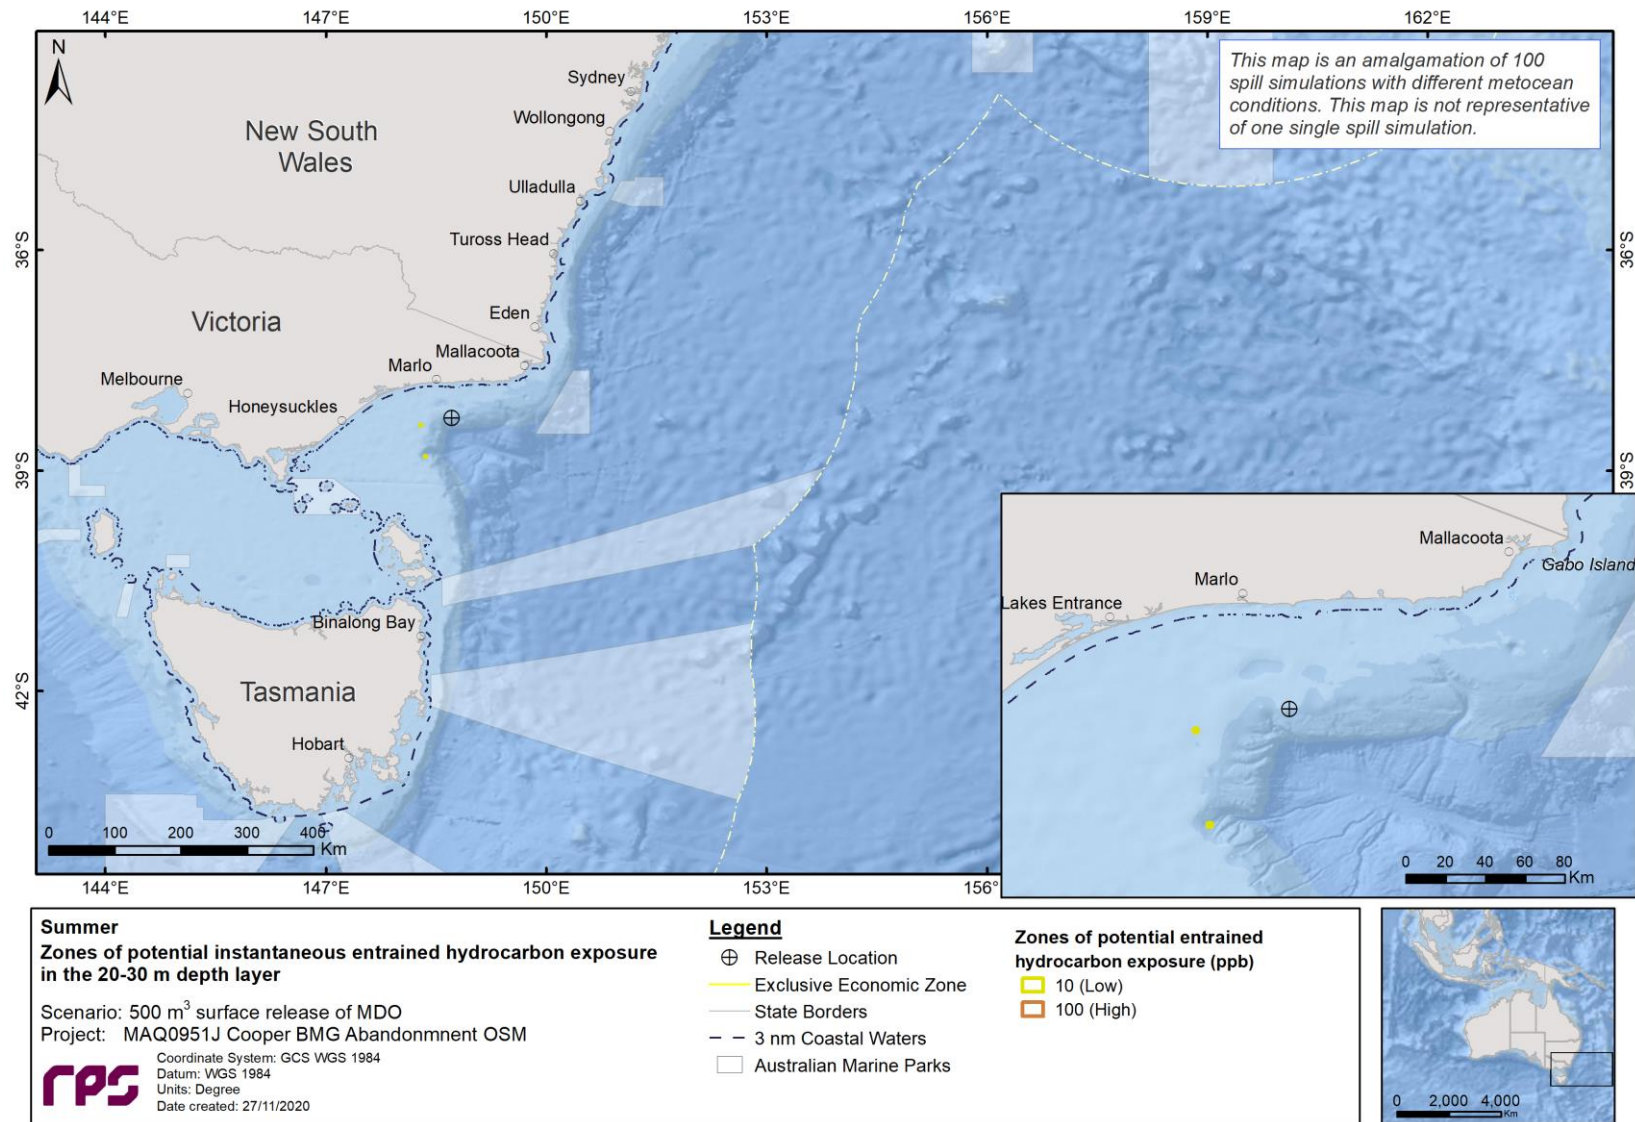 144°E 147°E 150°E 153°E 156°E 159°E 162°E
N
This map is an amalgamation of 100
spill simulations with different metocean
conditions. This map is not representative
of one single spill simulation.
Sydney
Wollongong
New South
Wales
Ulladulla
Tuross Head
36°S 36°S
Eden
Victoria
Mallacoota
Marlo
Melbourne
Honeysuckles
39°S 39°S
Binalong Bay
Tasmania
42°S
Hobart
0 100 200 300 400
Km
144°E 147°E 150°E 153°E 156°
Mallacoota
Gabo Island
Marlo
Lakes Entrance
0 20 40 60 80
Km
Summer
Zones of potential instantaneous entrained hydrocarbon exposure
in the 20-30 m depth layer
Scenario: 500 m³ surface release of MDO
Project: MAQ0951J Cooper BMG Abandonmnent OSM
rps
Coordinate System: GCS WGS 1984
Datum: WGS 1984
Units: Degree
Date created: 27/11/2020
Legend
Release Location
Exclusive Economic Zone
State Borders
3 nm Coastal Waters
Australian Marine Parks
Zones of potential entrained
hydrocarbon exposure (ppb)
10 (Low)
100 (High)
0 2,000 4,000
Km